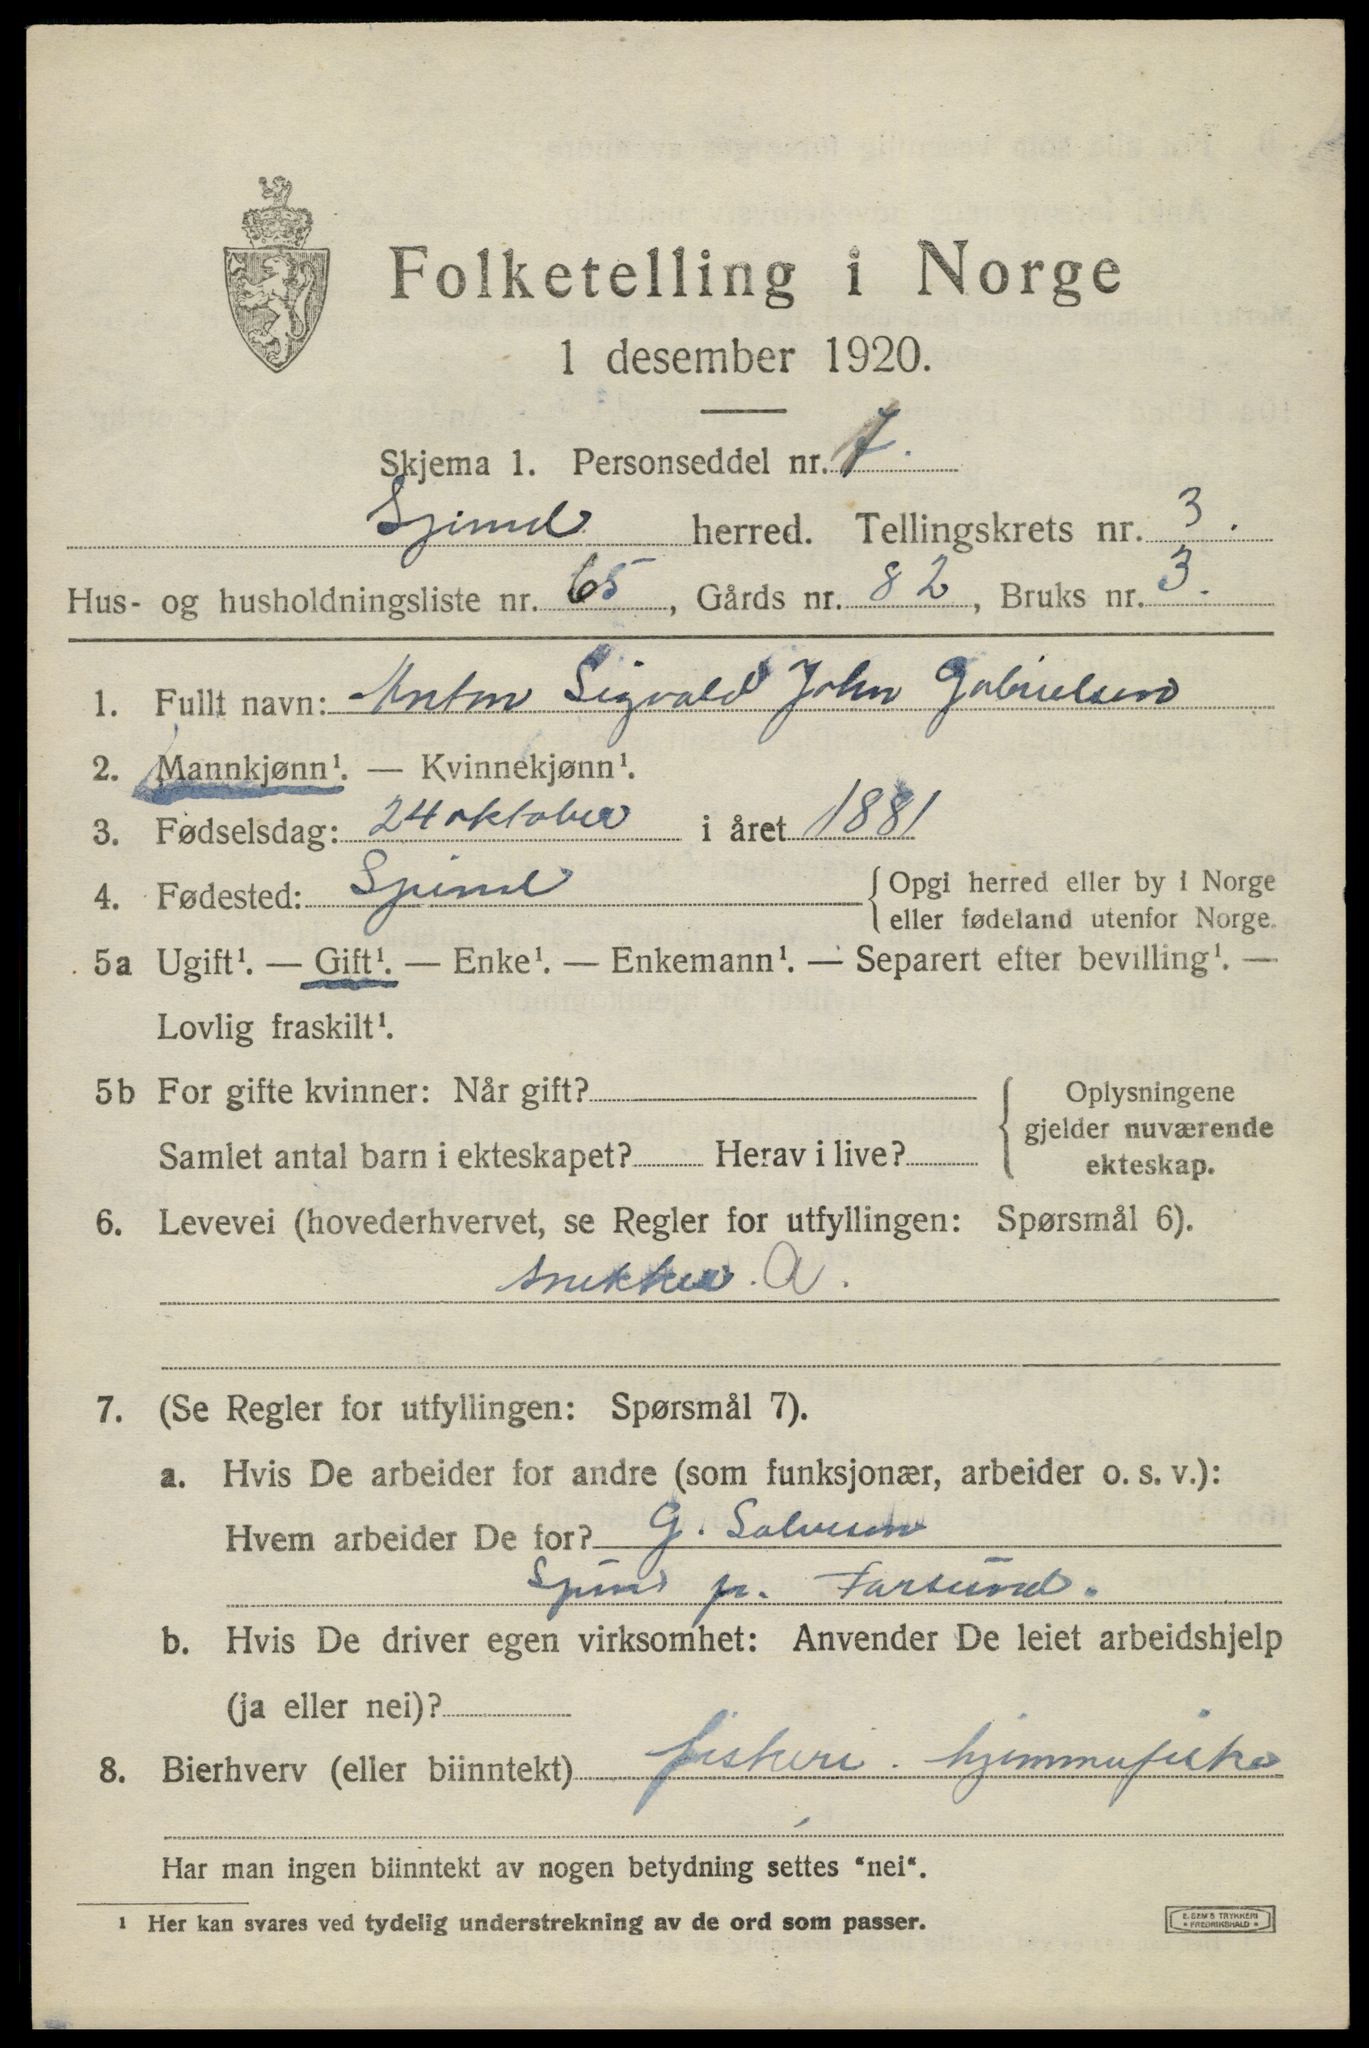 Folketelling i Norge
1 desember 1920.
Skjema 1. Personseddel nr.
Spind herred. Tellingskrets nr. 3.
Hus- og husholdningsliste nr. 65, Gårds nr. 82, Bruks nr. 3.
1. Fullt navn: Anton Sigvald John Gabrielsen
2. Mannkjønn¹. — Kvinnekjønn¹.
3. Fødselsdag: 24 oktober i året 1881
4. Fødested: Spind {Opgi herred eller by i Norge
eller fødeland utenfor Norge.
5a Ugift¹. — Gift¹. — Enke¹. — Enkemann¹. — Separert efter bevilling¹. —
Lovlig fraskilt¹.
5b For gifte kvinner: Når gift?
Samlet antal barn i ekteskapet? Herav i live?
{Oplysningene
gjelder nuværende
ekteskap.
6. Levevei (hovederhvervet, se Regler for utfyllingen: Spørsmål 6).
snekker. A.
7. (Se Regler for utfyllingen: Spørsmål 7).
a. Hvis De arbeider for andre (som funksjonær, arbeider o. s. v.):
Hvem arbeider De for? G. Salvesen
Spind pr. Farsund.
b. Hvis De driver egen virksomhet: Anvender De leiet arbeidshjelp
(ja eller nei)?
8. Bierhverv (eller biinntekt) fiskeri. hjemmefiske
Har man ingen biinntekt av nogen betydning settes "nei".
¹ Her kan svares ved tydelig understrekning av de ord som passer.
E. SEM'S TRYKKERI
* FREDRIKSHALD *